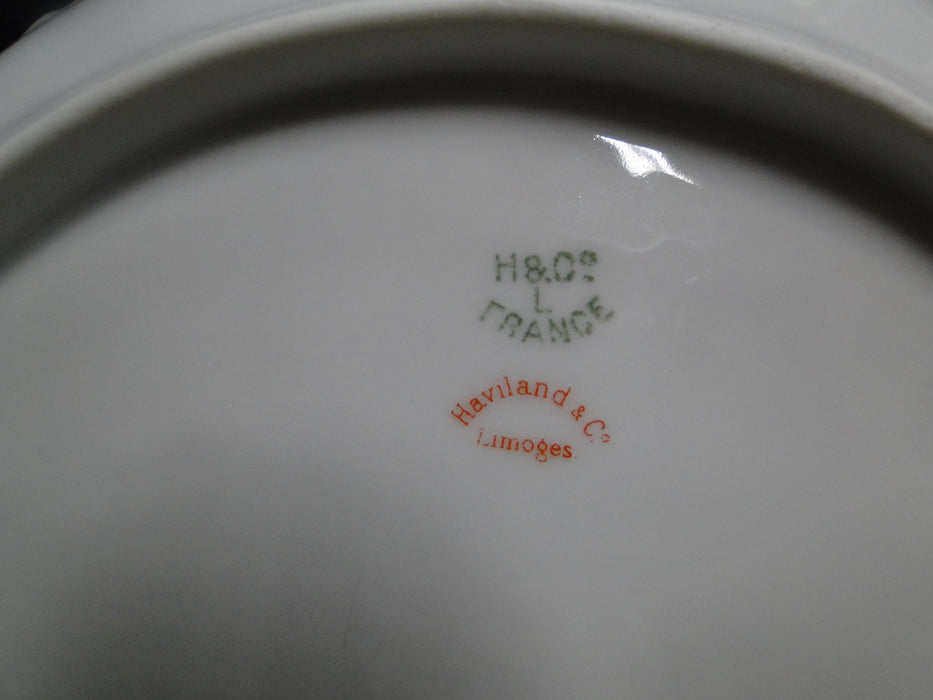 H & Co
L
FRANCE
Haviland & Co
Limoges.